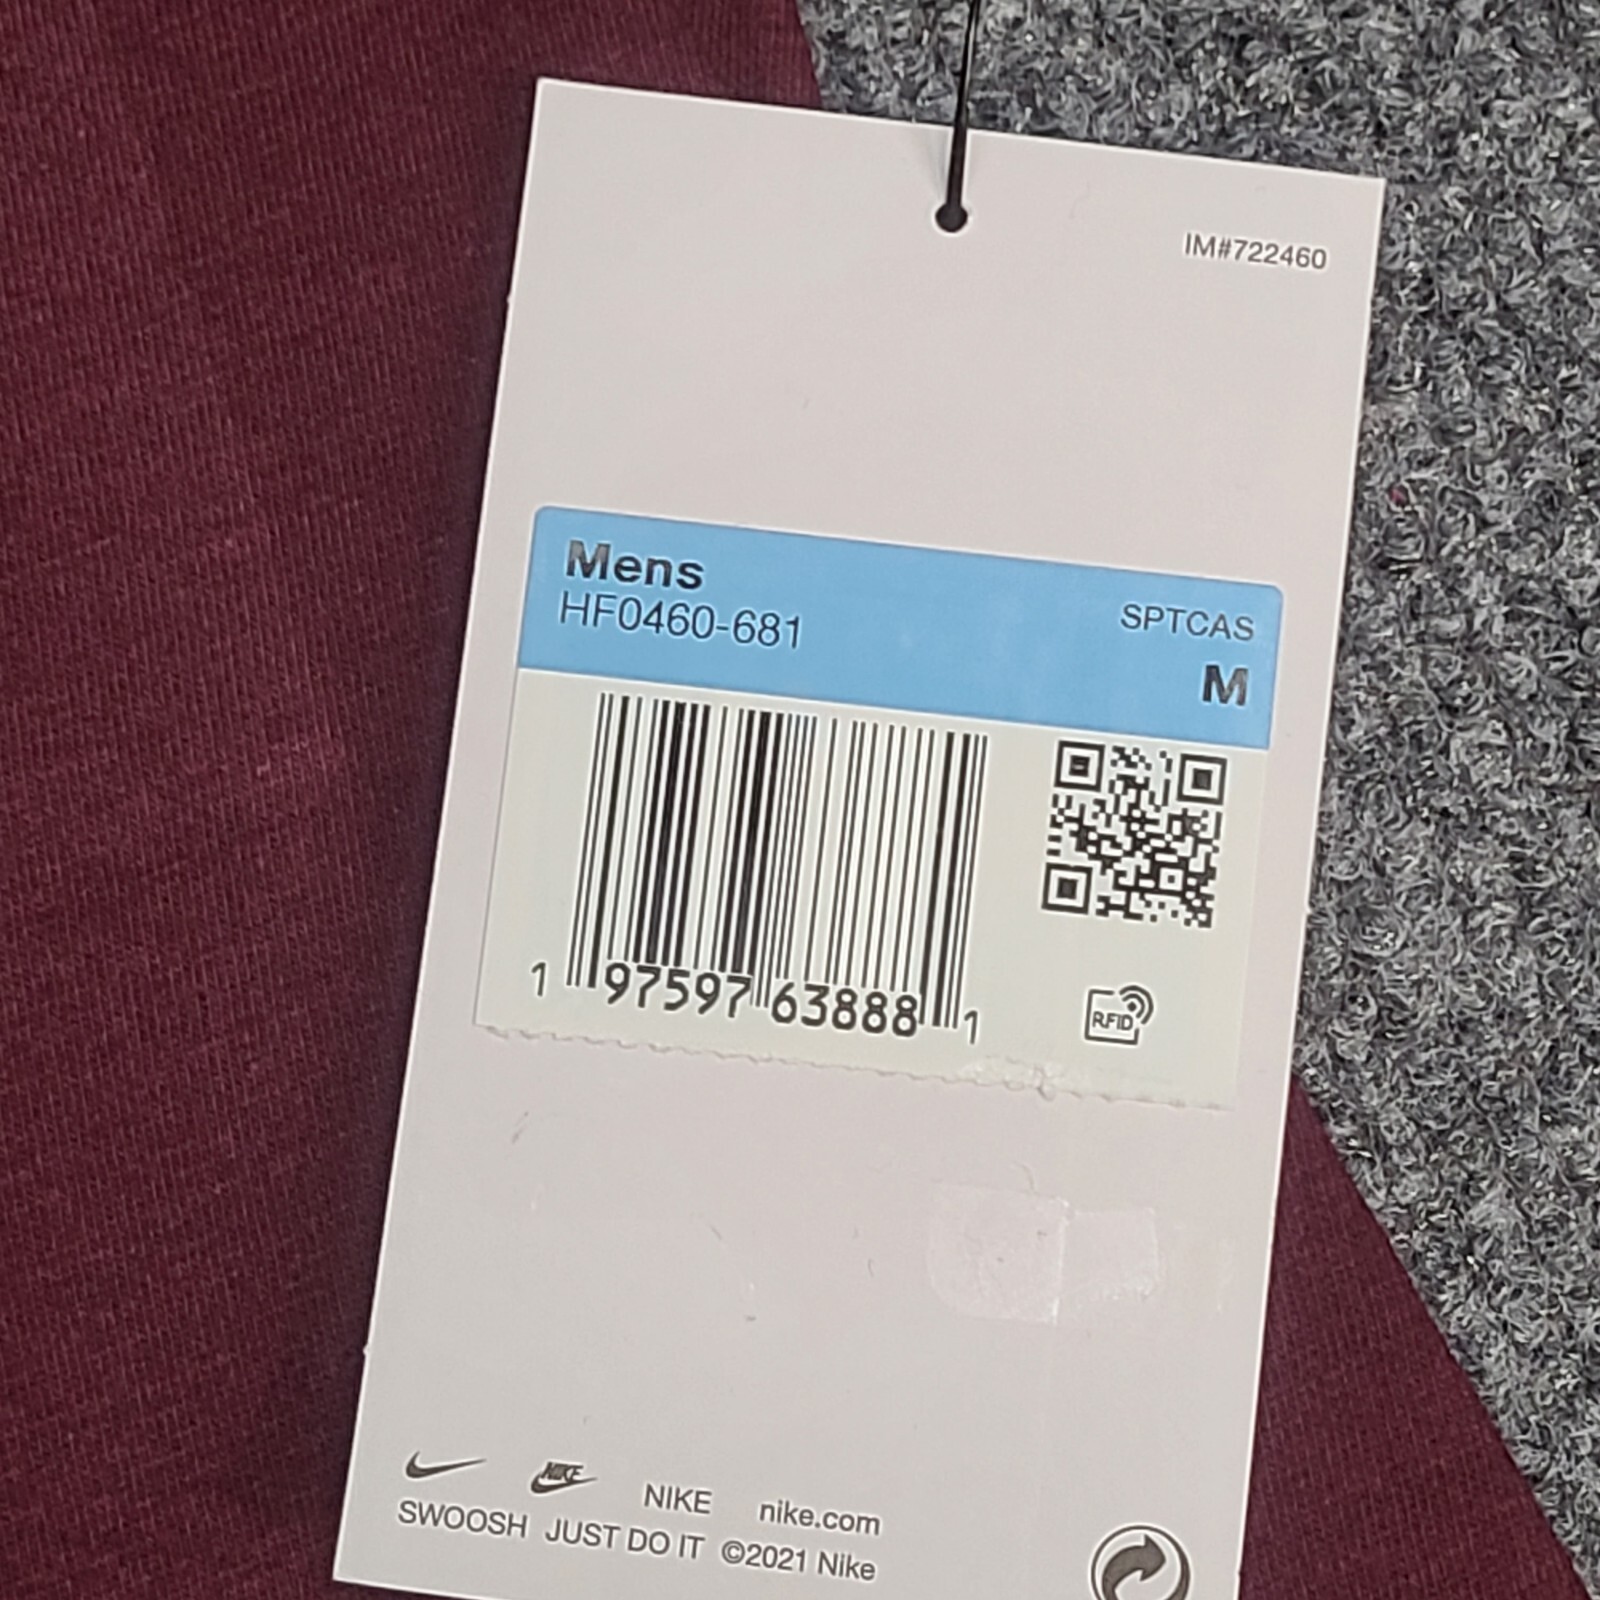 IM#722460
Mens
HF0460-681
SPTCAS
M
1 97597 63888 1
RFID
NIKE NIKE nike.com
SWOOSH JUST DO IT ©2021 Nike